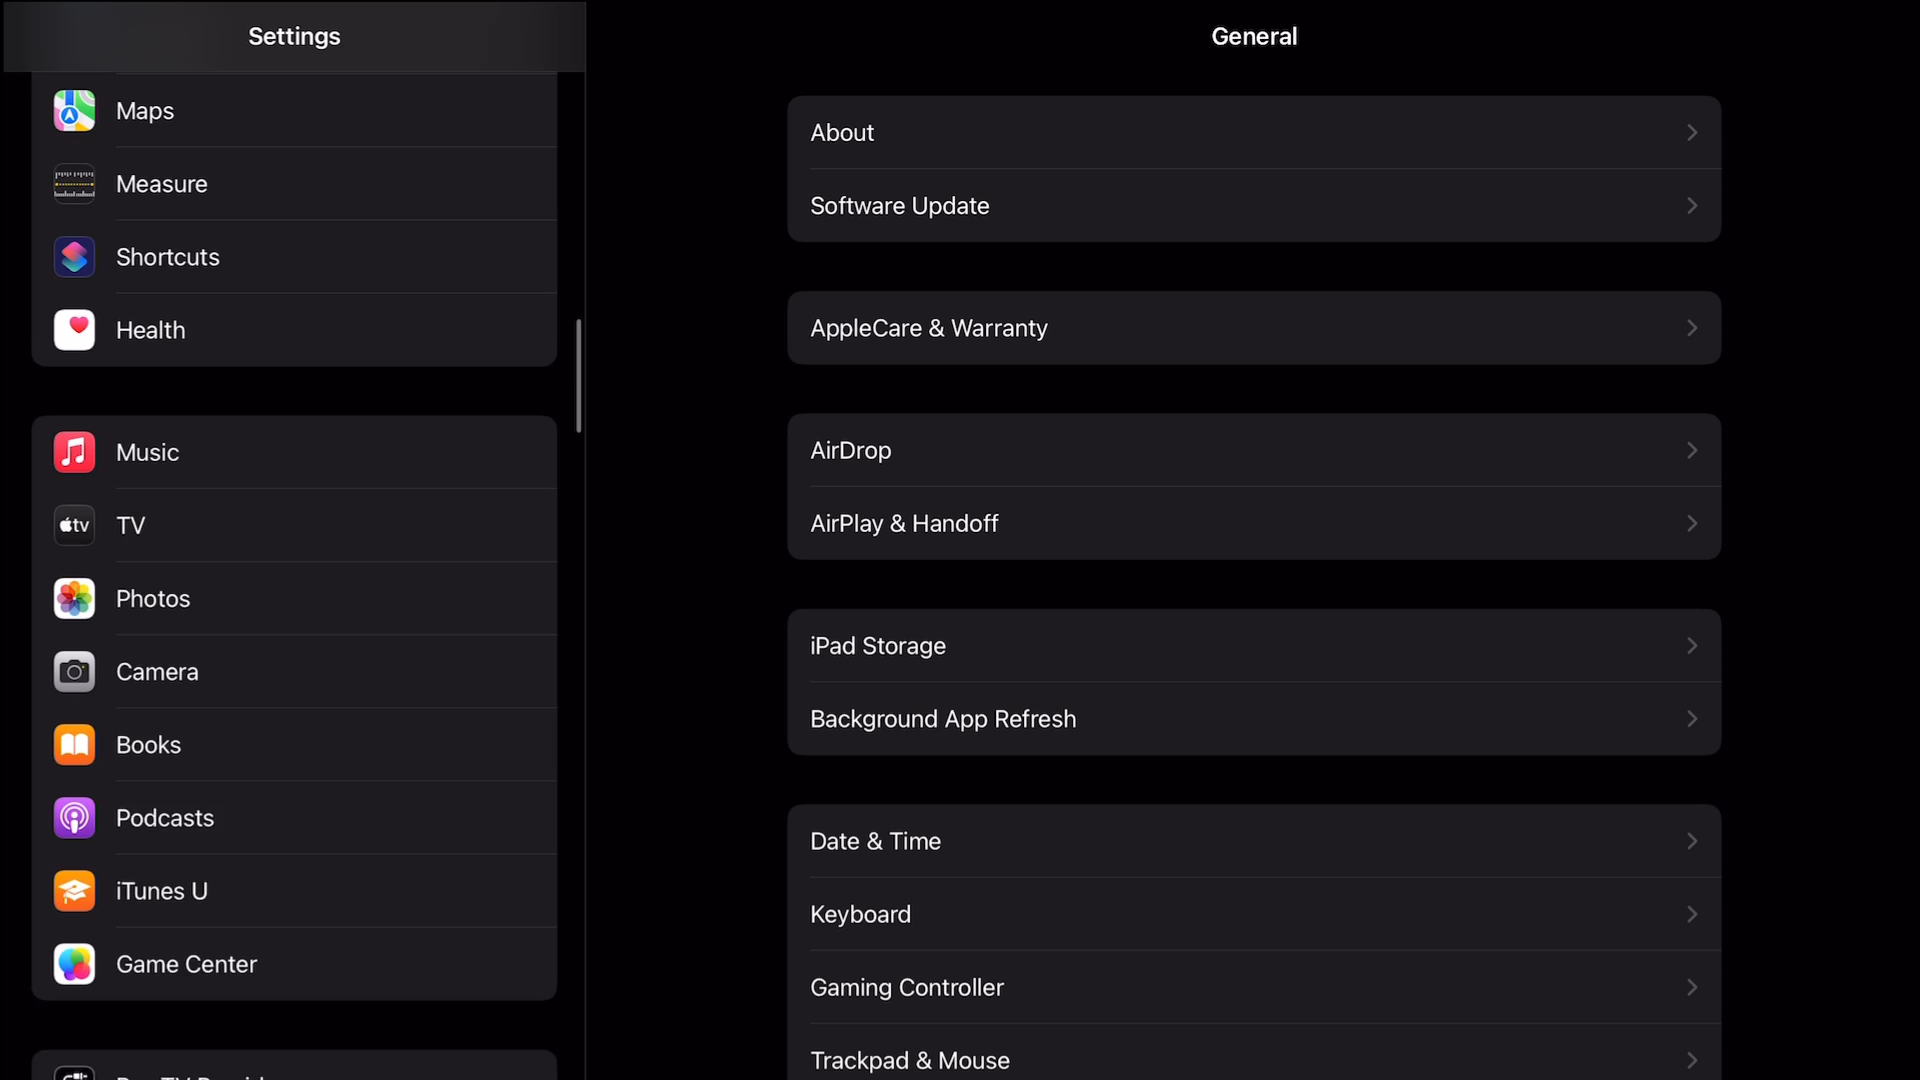 Settings
Maps
Measure
Shortcuts
Health
Music
tv
TV
Photos
Camera
Books
Podcasts
iTunes U
Game Center
General
About
Software Update
AppleCare & Warranty
AirDrop
AirPlay & Handoff
iPad Storage
Background App Refresh
Date & Time
Keyboard
Gaming Controller
Trackpad & Mouse